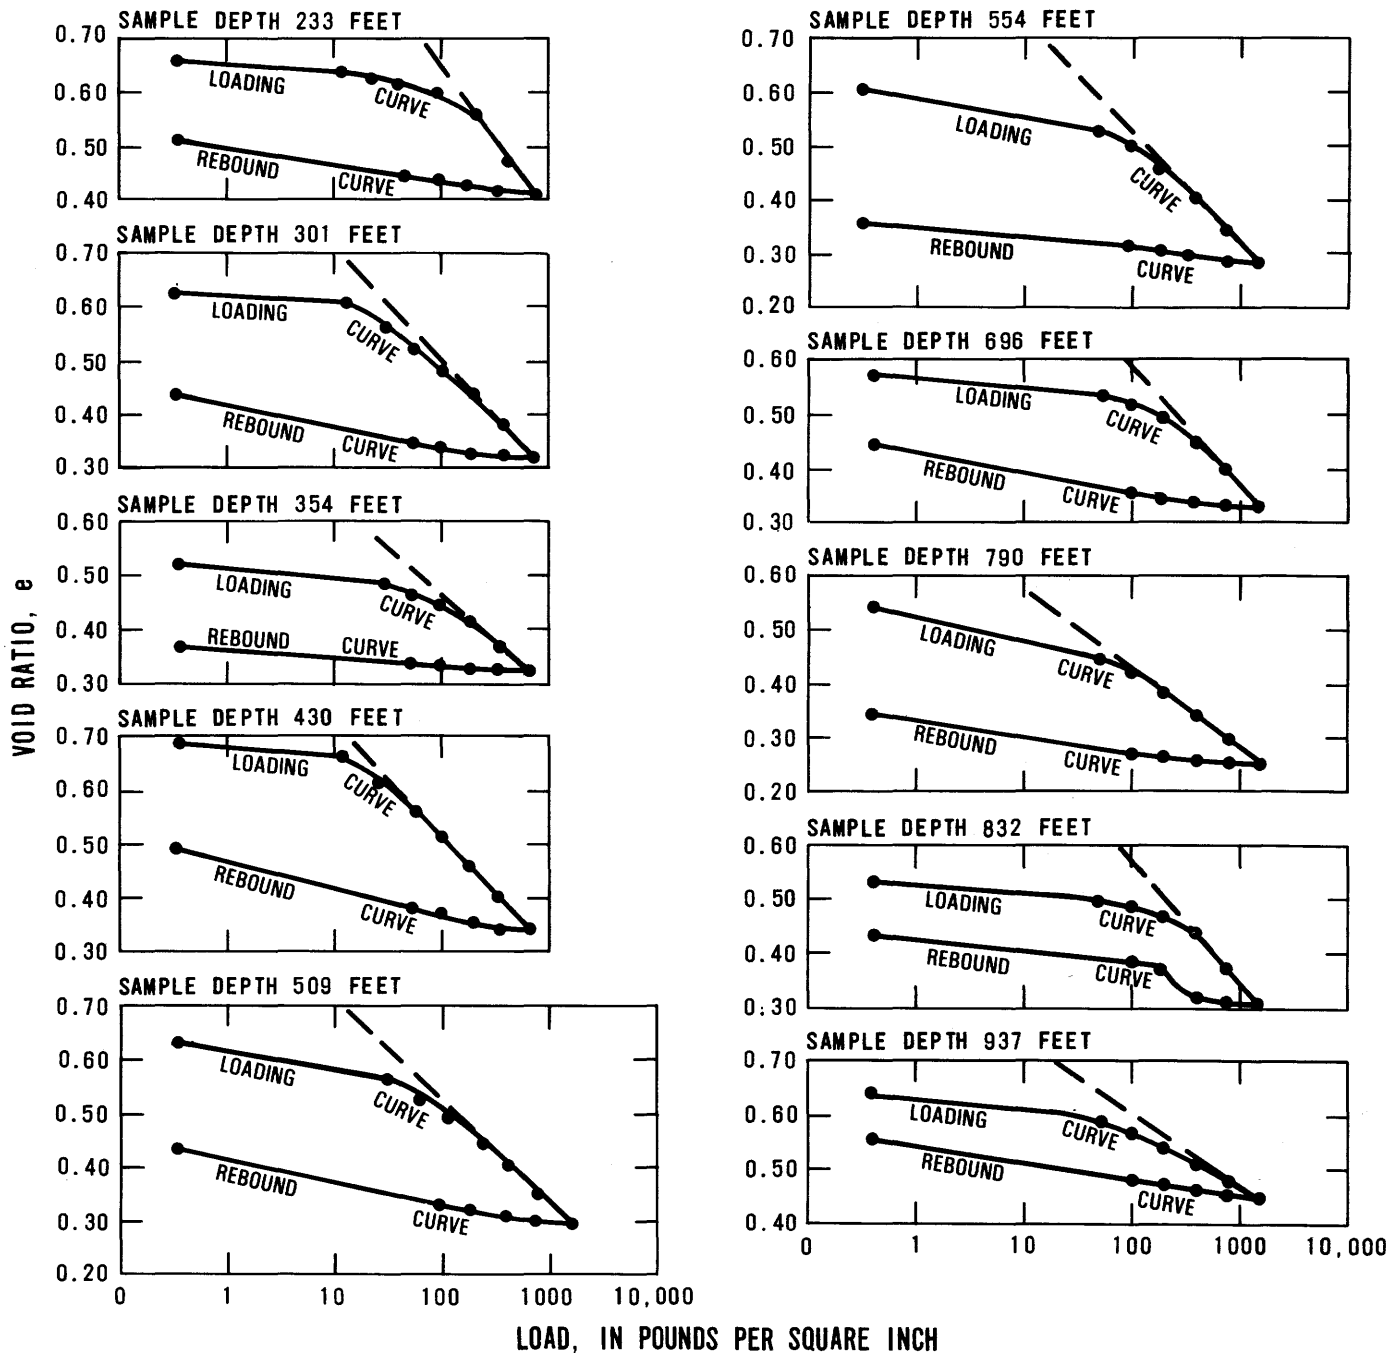 VOID RATIO, e
SAMPLE DEPTH 233 FEET
0.70
0.60
0.50
0.40
LOADING CURVE
REBOUND CURVE
SAMPLE DEPTH 301 FEET
0.70
0.60
0.50
0.40
0.30
LOADING CURVE
REBOUND CURVE
SAMPLE DEPTH 354 FEET
0.60
0.50
0.40
0.30
LOADING CURVE
REBOUND CURVE
SAMPLE DEPTH 430 FEET
0.70
0.60
0.50
0.40
0.30
LOADING CURVE
REBOUND CURVE
SAMPLE DEPTH 509 FEET
0.70
0.60
0.50
0.40
0.30
0.20
LOADING CURVE
REBOUND CURVE
0 1 10 100 1000 10,000
SAMPLE DEPTH 554 FEET
0.70
0.60
0.50
0.40
0.30
0.20
LOADING CURVE
REBOUND CURVE
SAMPLE DEPTH 696 FEET
0.60
0.50
0.40
0.30
LOADING CURVE
REBOUND CURVE
SAMPLE DEPTH 790 FEET
0.60
0.50
0.40
0.30
0.20
LOADING CURVE
REBOUND CURVE
SAMPLE DEPTH 832 FEET
0.60
0.50
0.40
0.30
LOADING CURVE
REBOUND CURVE
SAMPLE DEPTH 937 FEET
0.70
0.60
0.50
0.40
LOADING CURVE
REBOUND CURVE
0 1 10 100 1000 10,000
LOAD, IN POUNDS PER SQUARE INCH